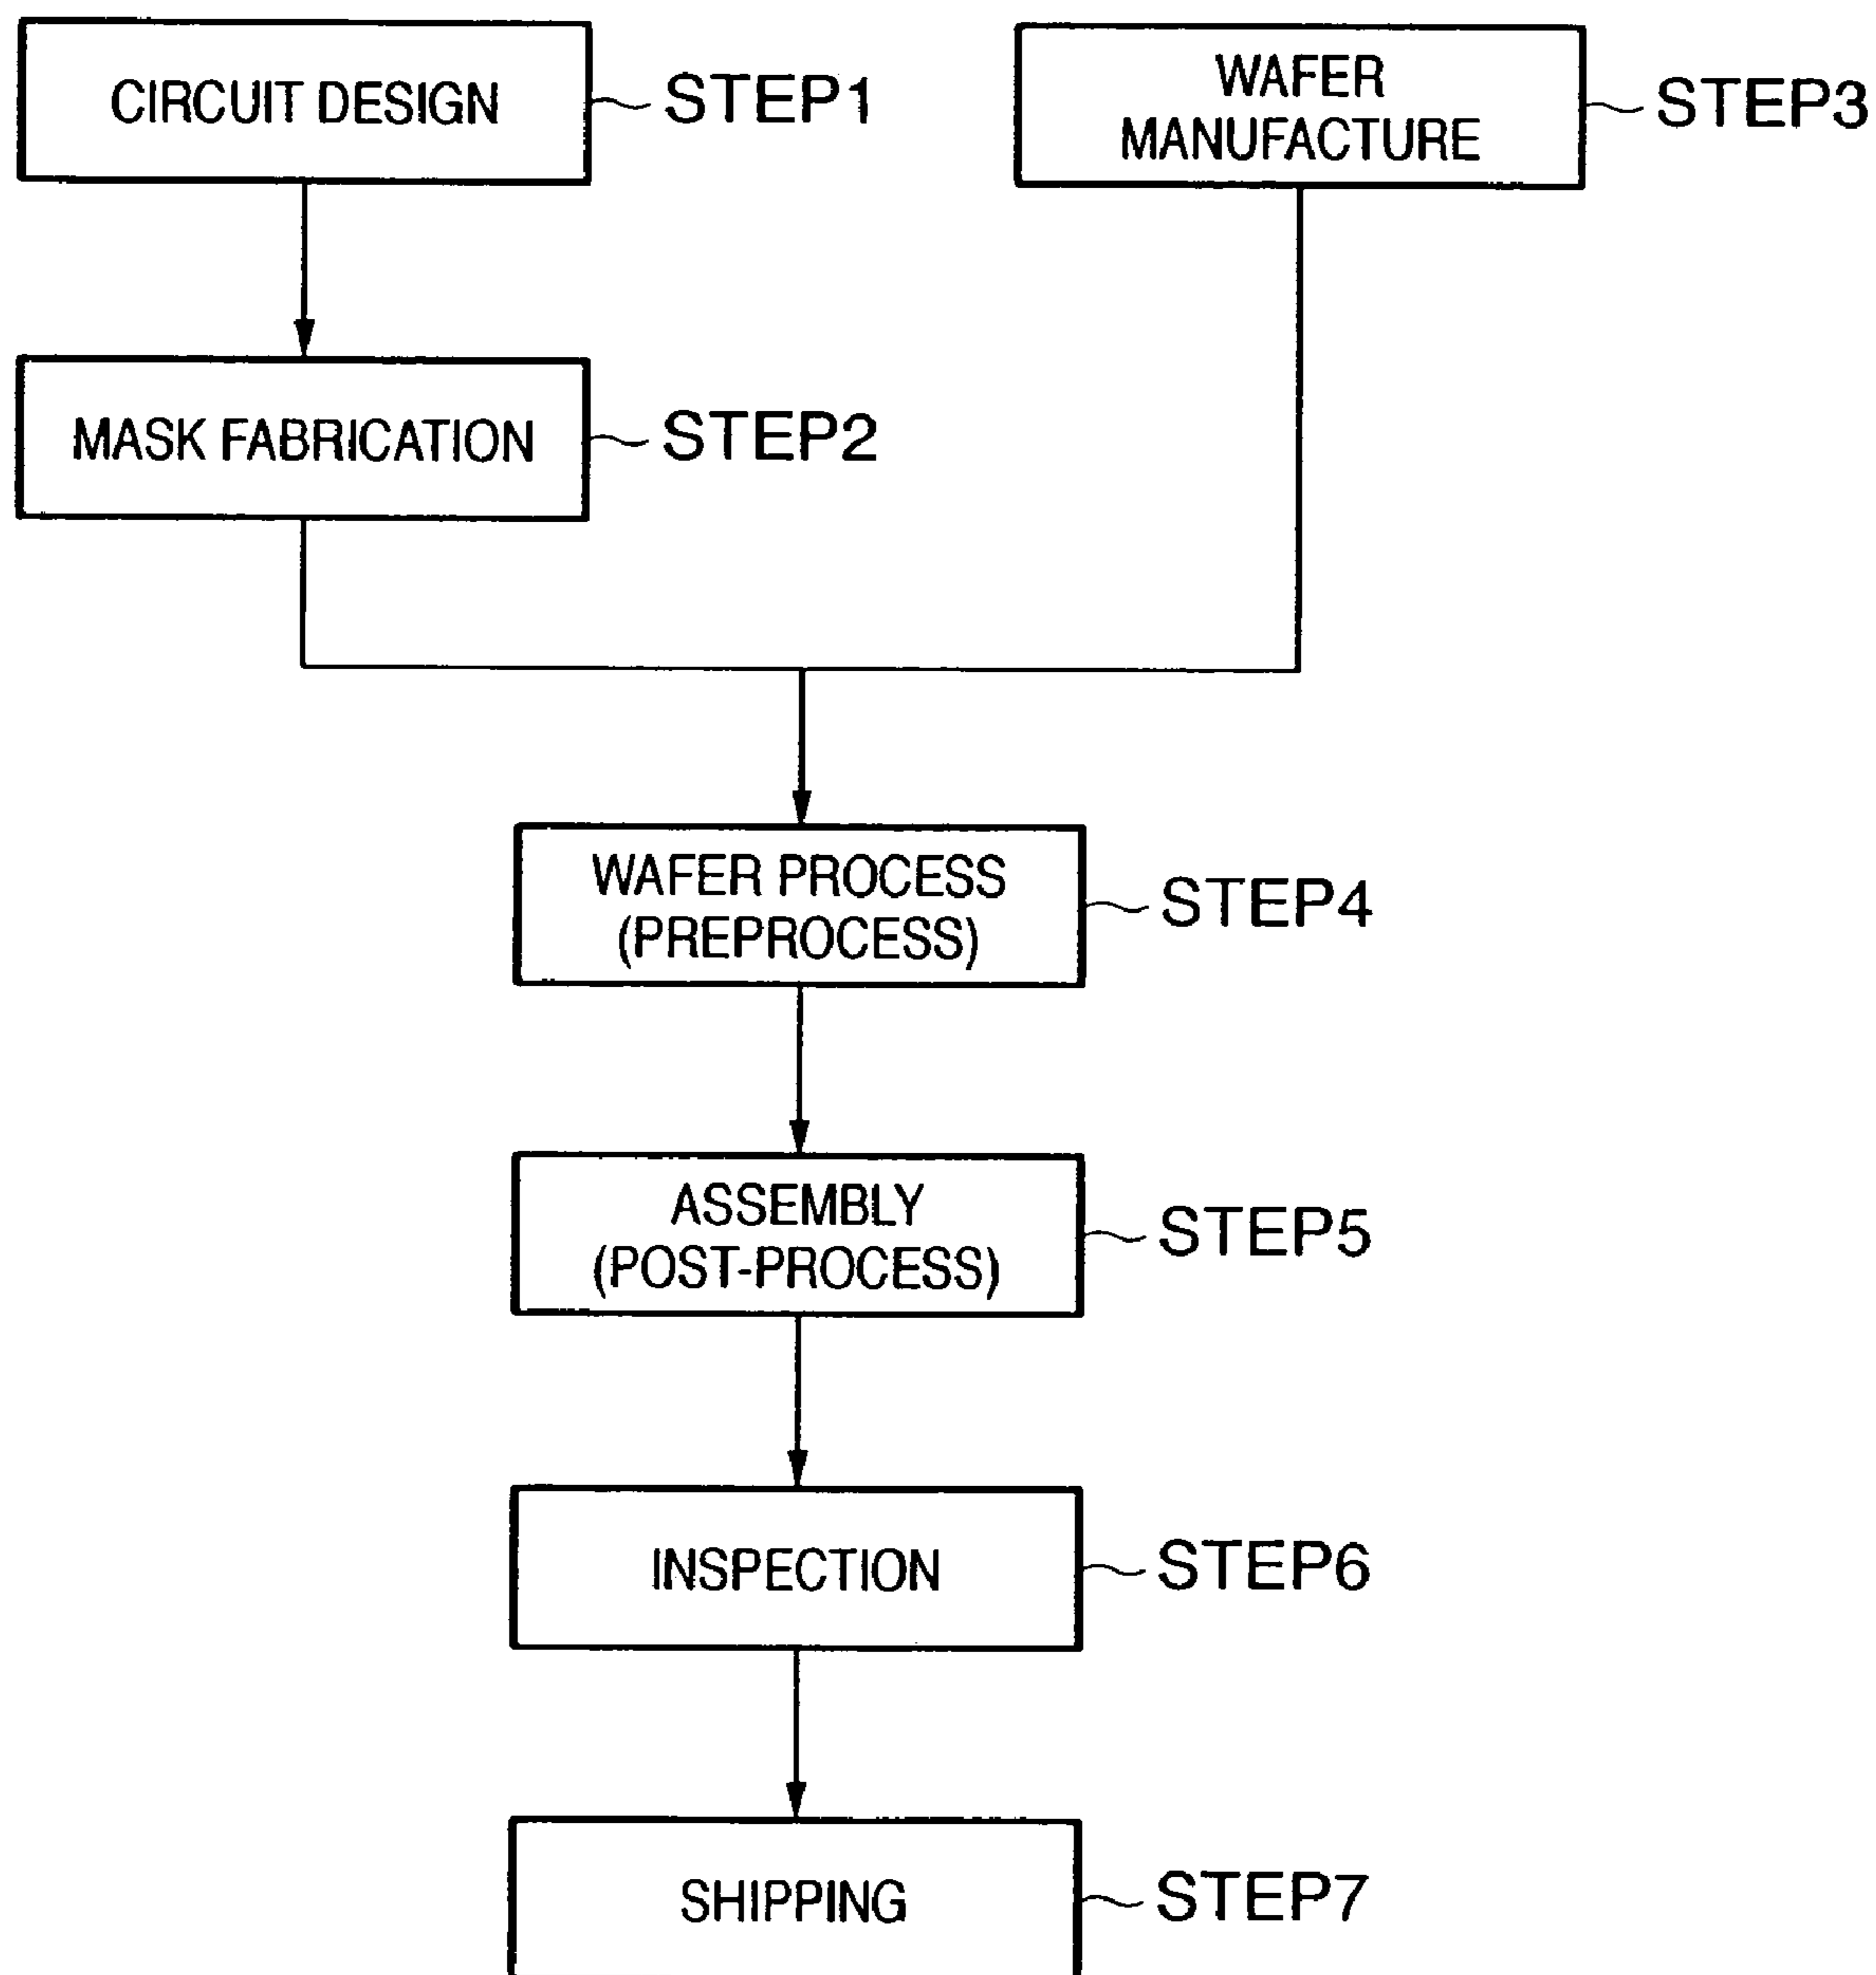 CIRCUIT DESIGN
STEP1
WAFER
MANUFACTURE
STEP3
MASK FABRICATION
STEP2
WAFER PROCESS
(PREPROCESS)
STEP4
ASSEMBLY
(POST-PROCESS)
STEP5
INSPECTION
STEP6
SHIPPING
STEP7